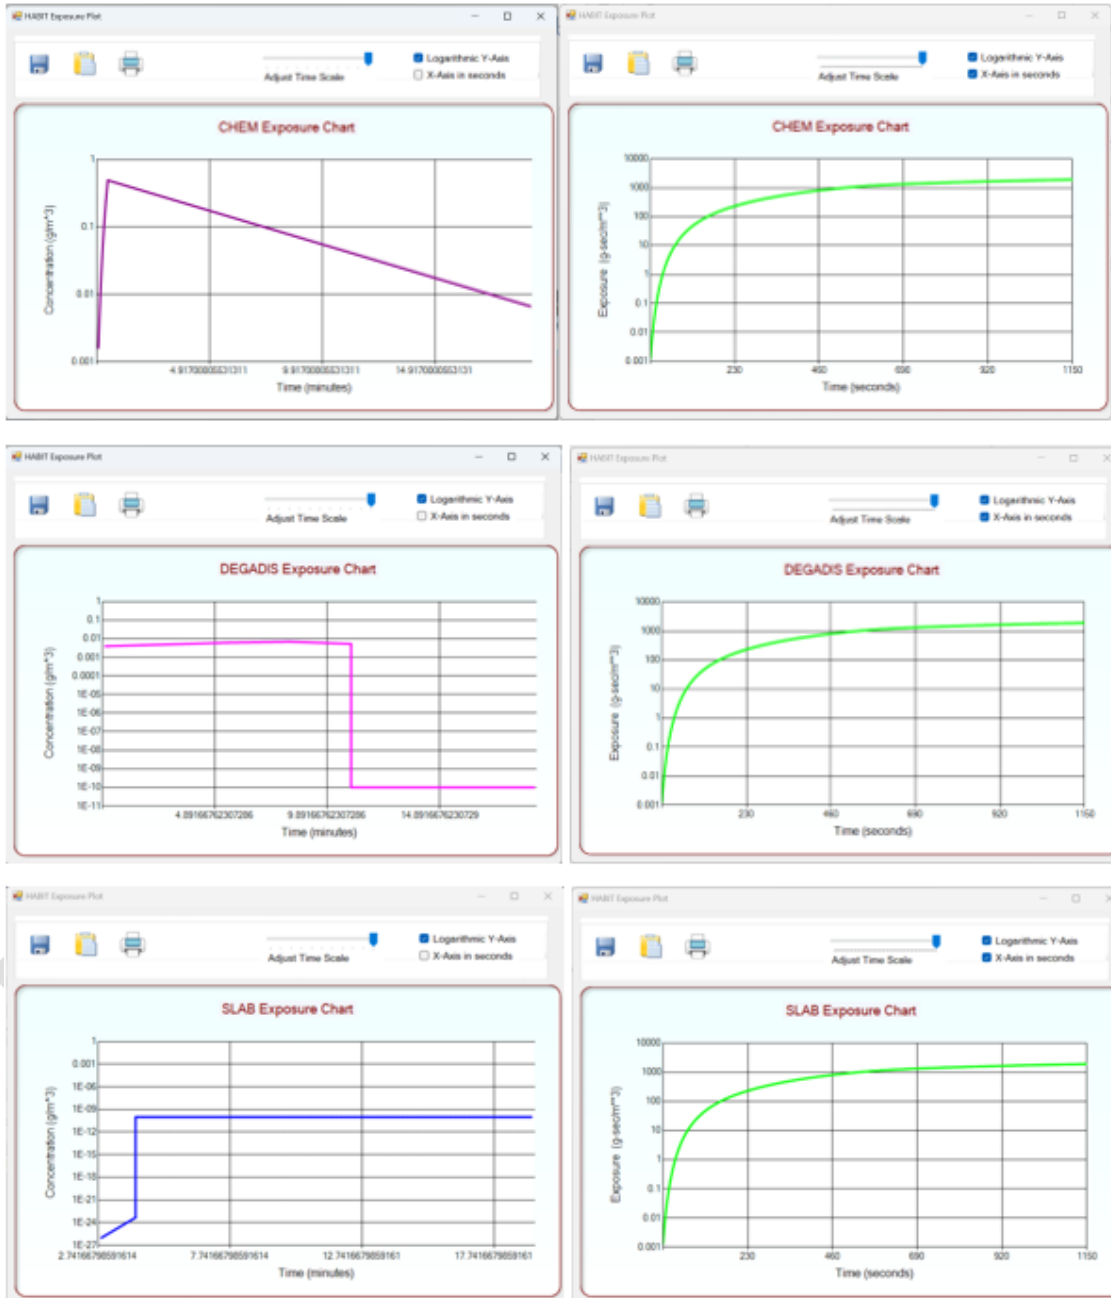 HABIT Exposure Plot
Adjust Time Scale
Logarithmic Y-Axis
X-Axis in seconds
CHEM Exposure Chart
Concentration (g/m^3)
1
0.1
0.01
0.001
4.91700005531311
9.91700005531311
14.9170000553131
Time (minutes)
HABIT Exposure Plot
Adjust Time Scale
Logarithmic Y-Axis
X-Axis in seconds
CHEM Exposure Chart
Exposure (g-sec/m**3)
10000
1000
100
10
1
0.1
0.01
0.001
230
460
690
920
1150
Time (seconds)
HABIT Exposure Plot
Adjust Time Scale
Logarithmic Y-Axis
X-Axis in seconds
DEGADIS Exposure Chart
Concentration (g/m^3)
1
0.1
0.01
0.001
0.0001
1E-05
1E-06
1E-07
1E-08
1E-09
1E-10
1E-11
4.89166762307286
9.89166762307286
14.8916676230729
Time (minutes)
HABIT Exposure Plot
Adjust Time Scale
Logarithmic Y-Axis
X-Axis in seconds
DEGADIS Exposure Chart
Exposure (g-sec/m**3)
10000
1000
100
10
1
0.1
0.01
0.001
230
460
690
920
1150
Time (seconds)
HABIT Exposure Plot
Adjust Time Scale
Logarithmic Y-Axis
X-Axis in seconds
SLAB Exposure Chart
Concentration (g/m^3)
1
0.001
1E-06
1E-09
1E-12
1E-15
1E-18
1E-21
1E-24
1E-27
2.74166798591614
7.74166798591614
12.7416679859161
17.7416679859161
Time (minutes)
HABIT Exposure Plot
Adjust Time Scale
Logarithmic Y-Axis
X-Axis in seconds
SLAB Exposure Chart
Exposure (g-sec/m**3)
10000
1000
100
10
1
0.1
0.01
0.001
230
460
690
920
1150
Time (seconds)